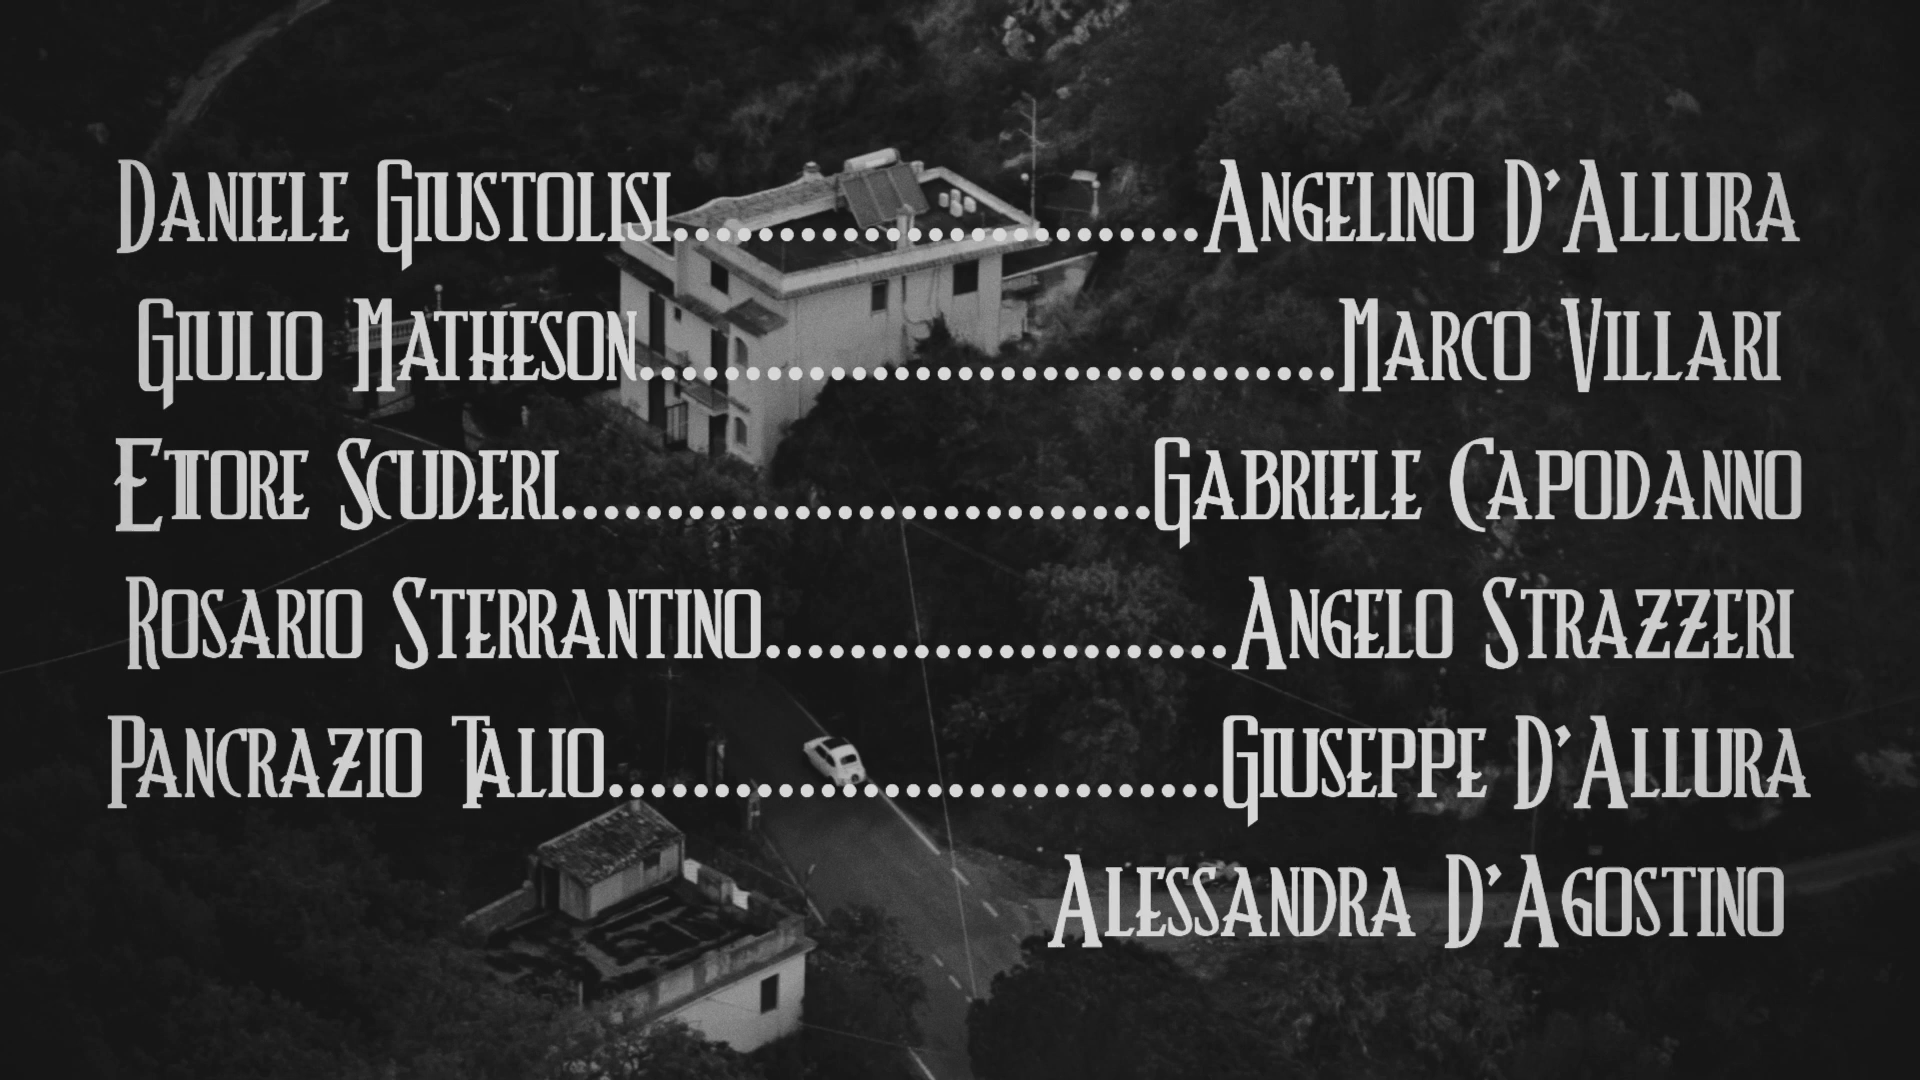 Daniele Giustolisi.........................Angelino D'Allura
Giulio Matheson.................................Marco Villari
Ettore Scuderi............................Gabriele Capodanno
Rosario Sterrantino......................Angelo Strazzeri
Pancrazio Talio.............................Giuseppe D'Allura
Alessandra D'Agostino